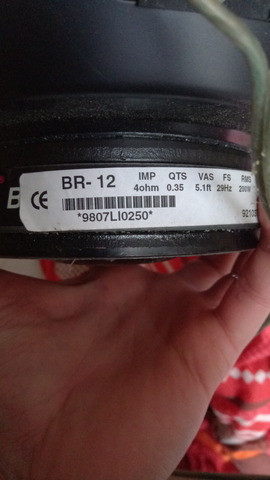 BR- 12 IMP QTS VAS FS RMS
4ohm 0.35 5.1ft 29Hz 200W
CE
*9807LI0250*
B